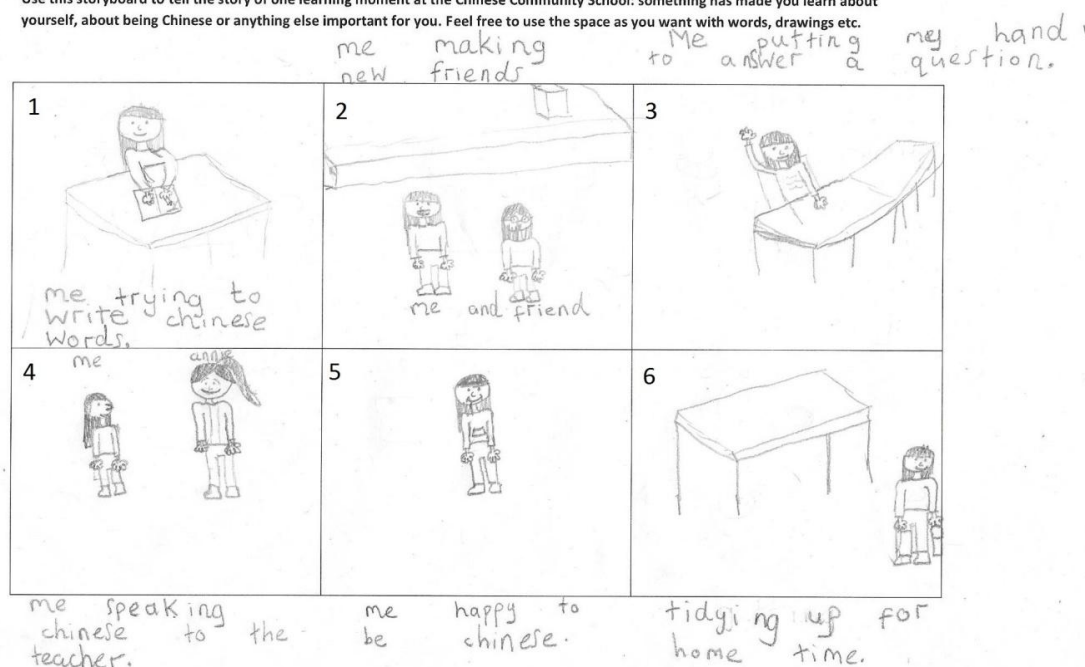 Use this storyboard to tell the story of one learning moment at the Chinese Community School: something has made you learn about
yourself, about being Chinese or anything else important for you. Feel free to use the space as you want with words, drawings etc.
me making
new friends
Me putting my hand
to answer a question.
1
me trying to
write chinese
words.
2
me and friend
3
4
me
annie
me speaking
chinese to the
teacher.
5
me happy to
be chinese.
6
tidying up for
home time.